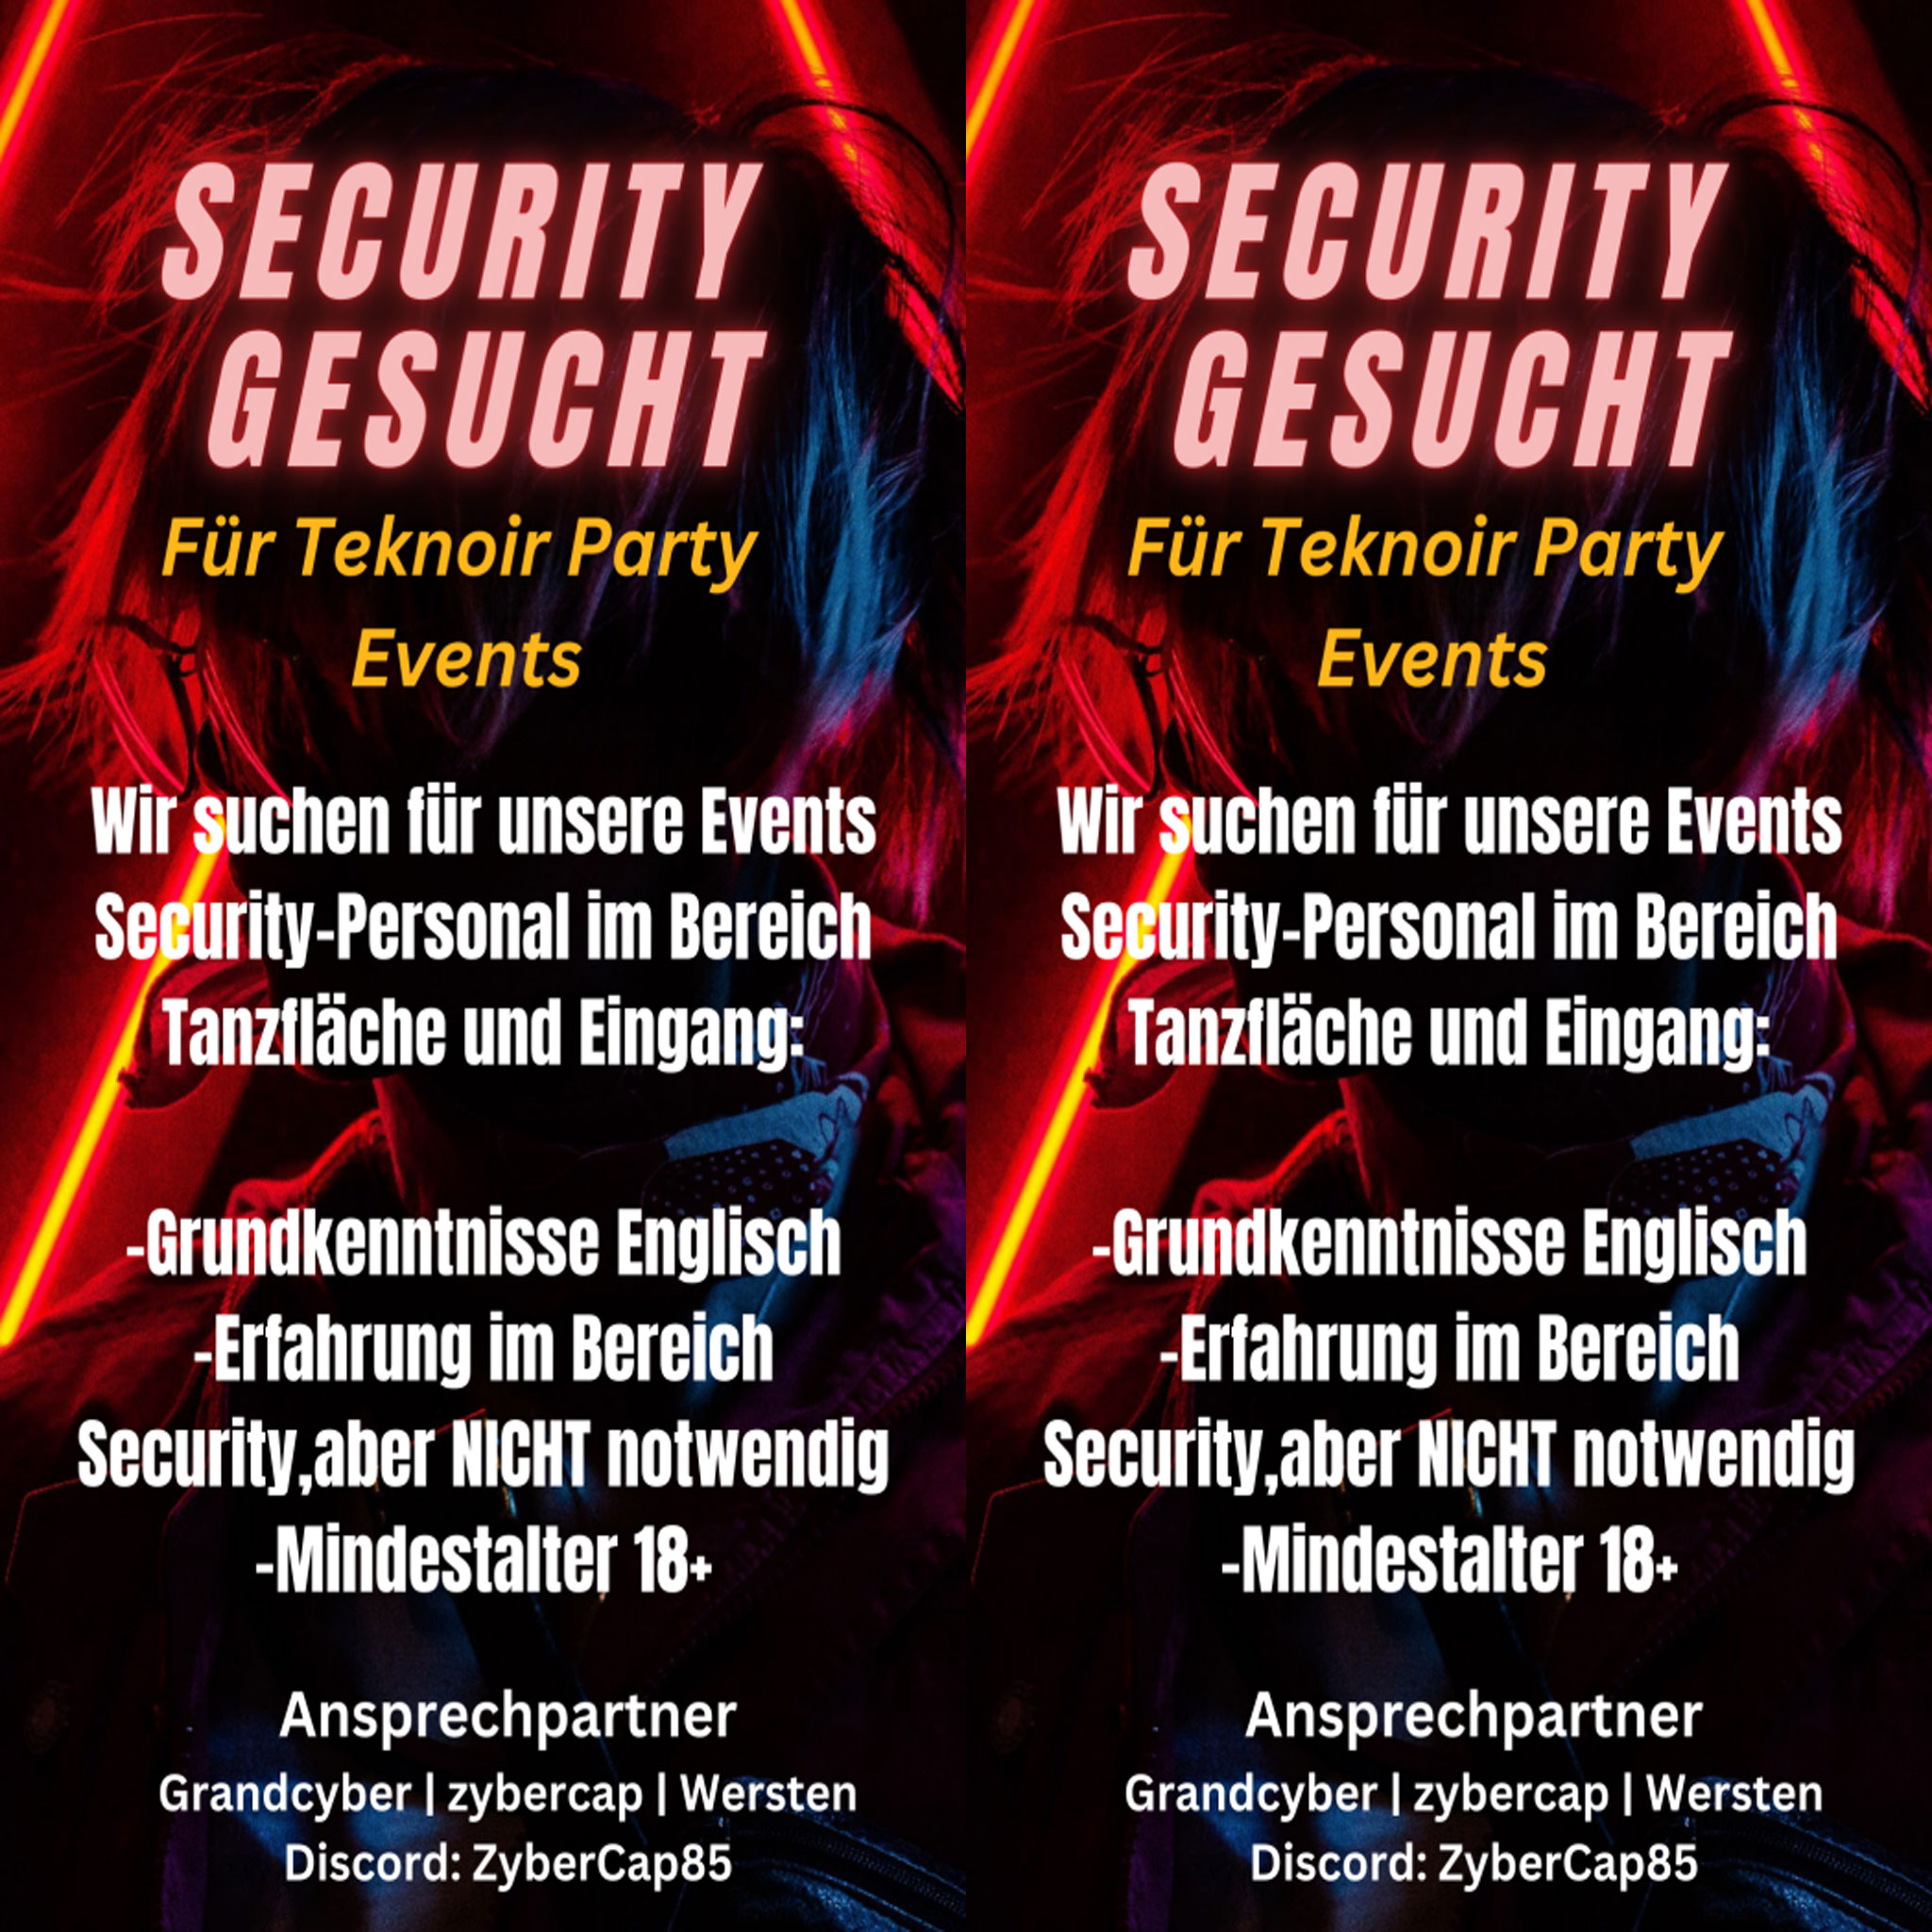 SECURITY
GESUCHT
Für Teknoir Party
Events
Wir suchen für unsere Events
Security-Personal im Bereich
Tanzfläche und Eingang:
-Grundkenntnisse Englisch
-Erfahrung im Bereich
Security,aber NICHT notwendig
-Mindestalter 18+
Ansprechpartner
Grandcyber | zybercap | Wersten
Discord: ZyberCap85
SECURITY
GESUCHT
Für Teknoir Party
Events
Wir suchen für unsere Events
Security-Personal im Bereich
Tanzfläche und Eingang:
-Grundkenntnisse Englisch
-Erfahrung im Bereich
Security,aber NICHT notwendig
-Mindestalter 18+
Ansprechpartner
Grandcyber | zybercap | Wersten
Discord: ZyberCap85